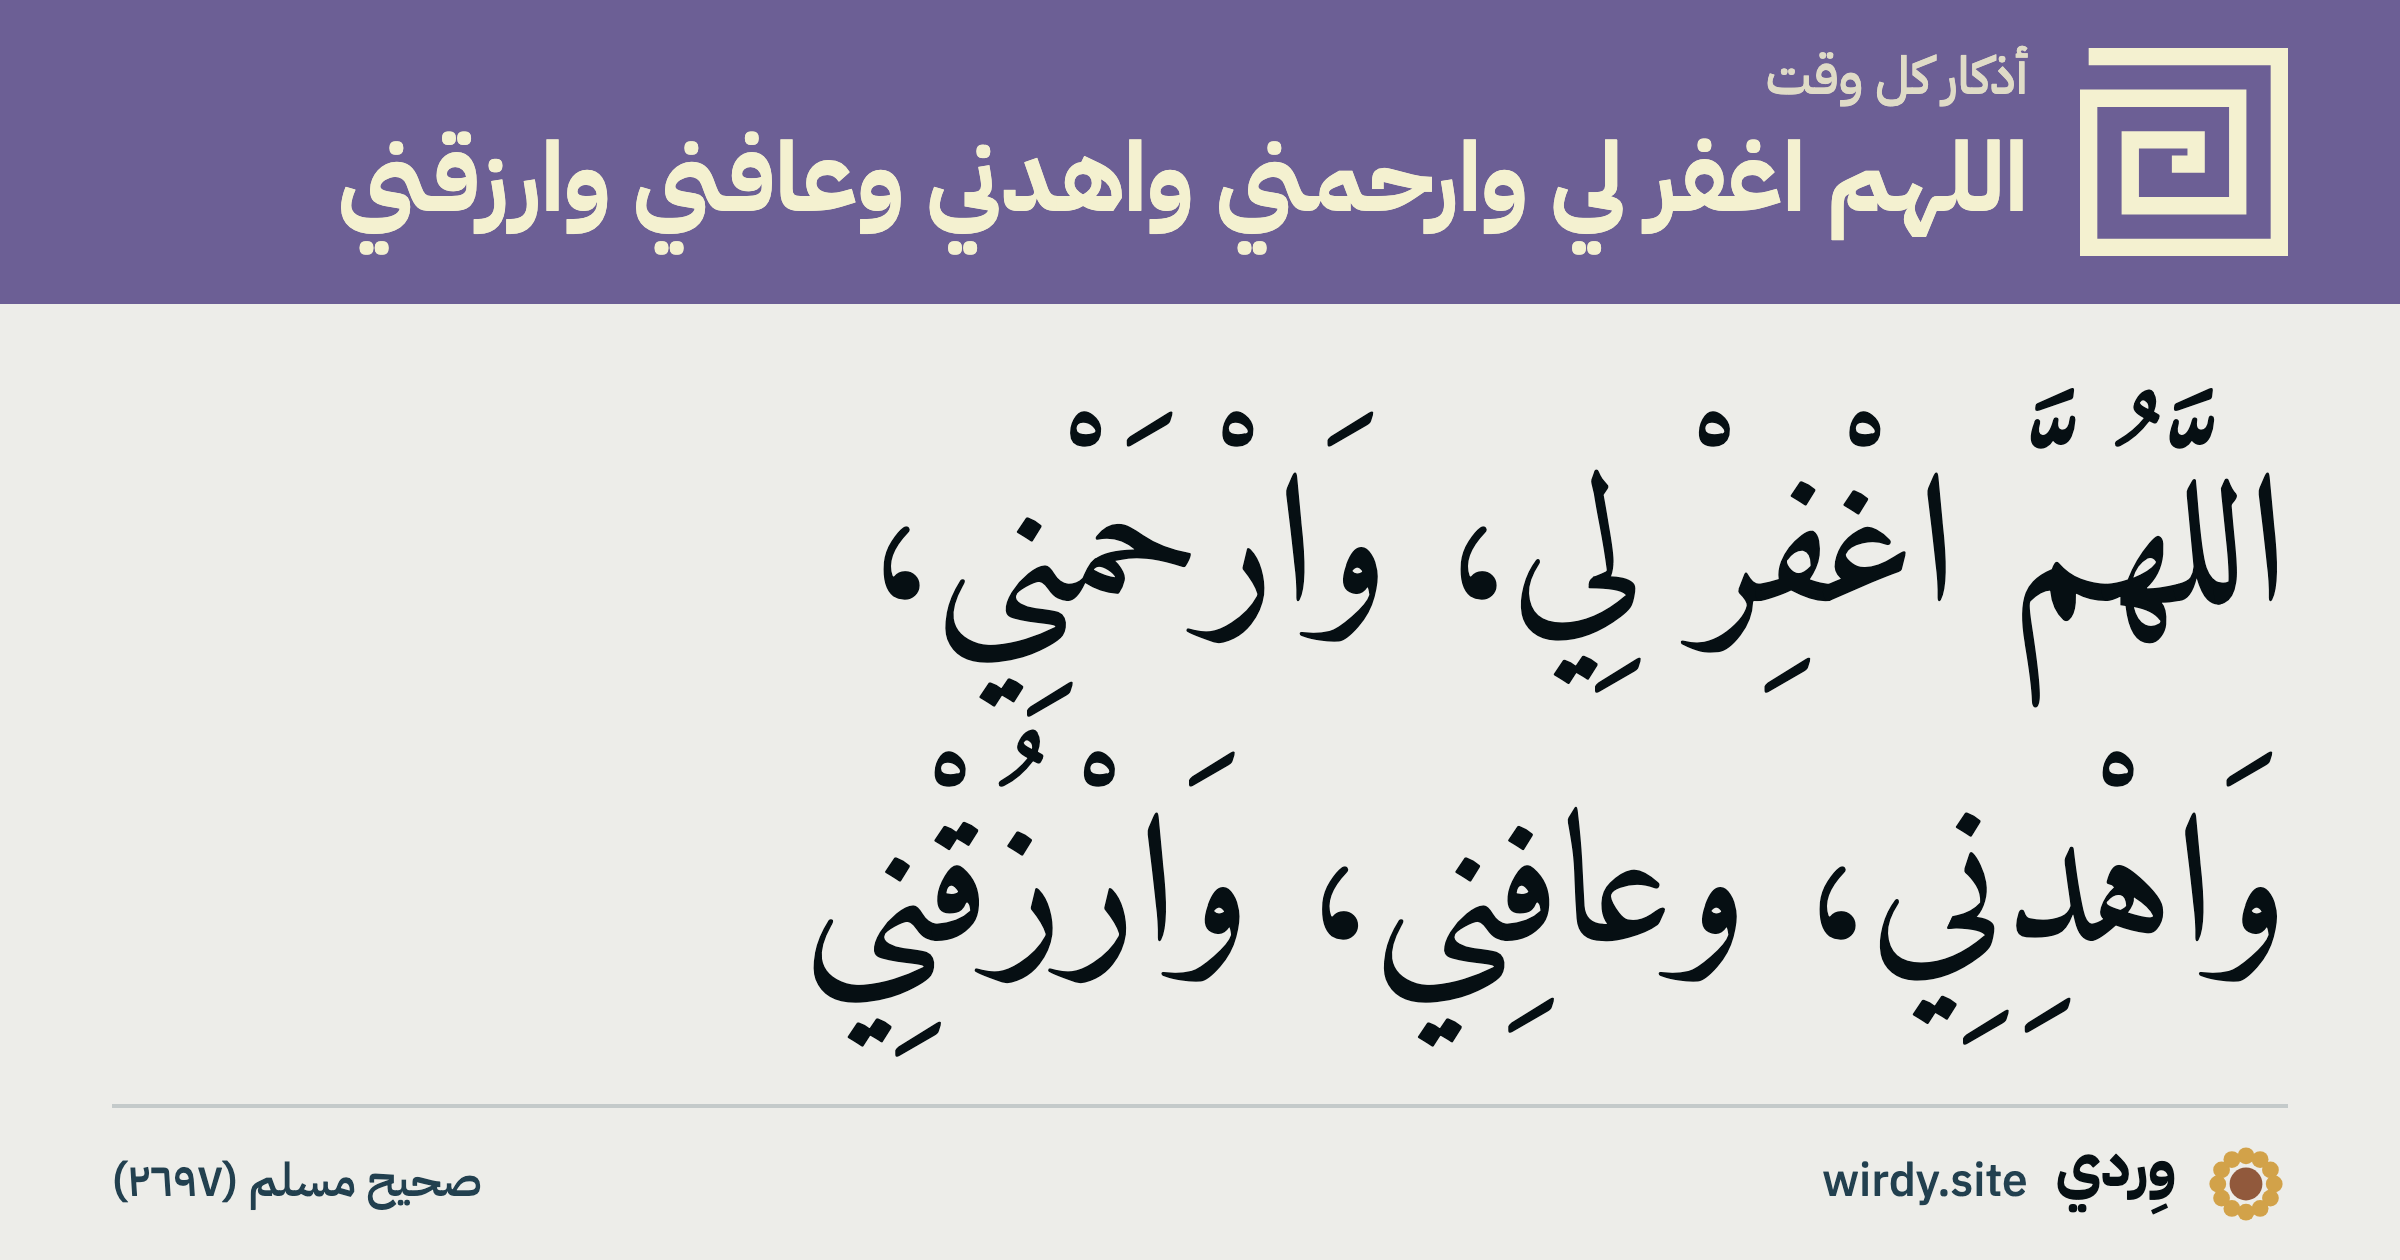 أذكار كل وقت
اللهم اغفر لي وارحمني واهدني وعافني وارزقني
اللَّهُمَّ اغْفِرْ لِي، وَارْحَمْنِي،
وَاهْدِنِي، وعافِني، وَارْزُقْنِي
وِردي wirdy.site
صحيح مسلم (٢٦٩٧)